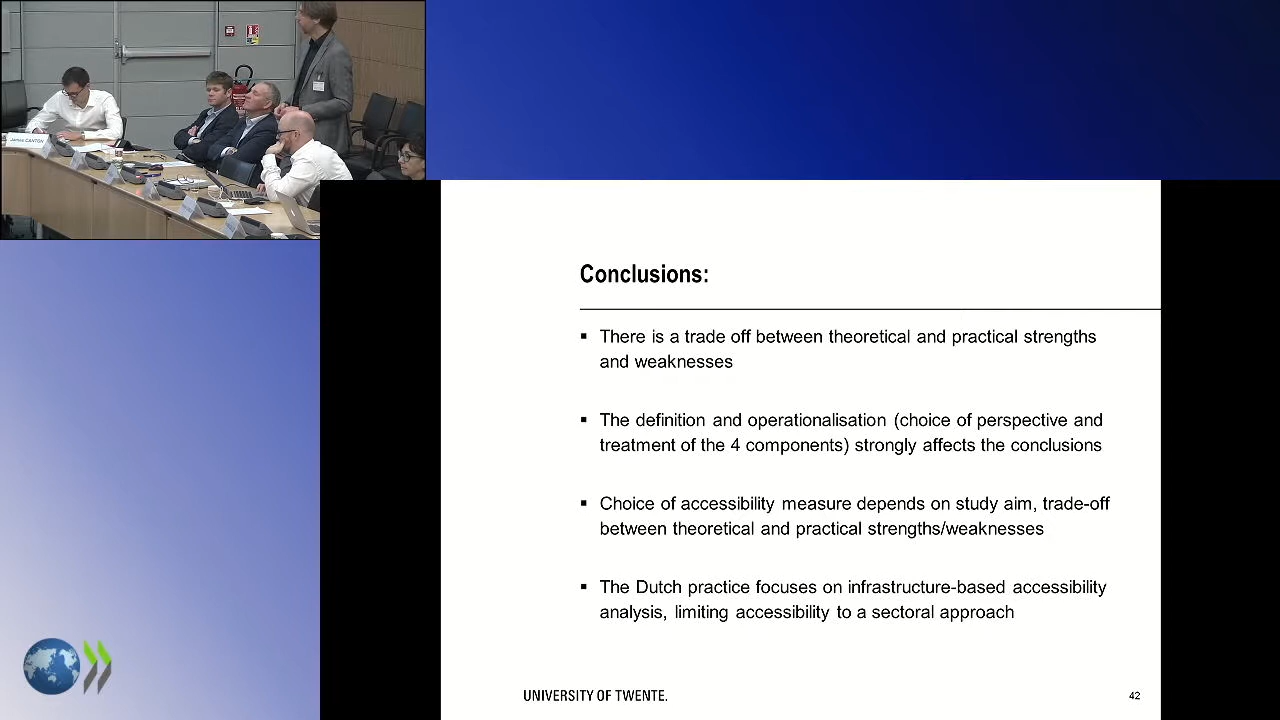 James CANTON
Conclusions:
▪ There is a trade off between theoretical and practical strengths
and weaknesses
▪ The definition and operationalisation (choice of perspective and
treatment of the 4 components) strongly affects the conclusions
▪ Choice of accessibility measure depends on study aim, trade-off
between theoretical and practical strengths/weaknesses
▪ The Dutch practice focuses on infrastructure-based accessibility
analysis, limiting accessibility to a sectoral approach
UNIVERSITY OF TWENTE.
42